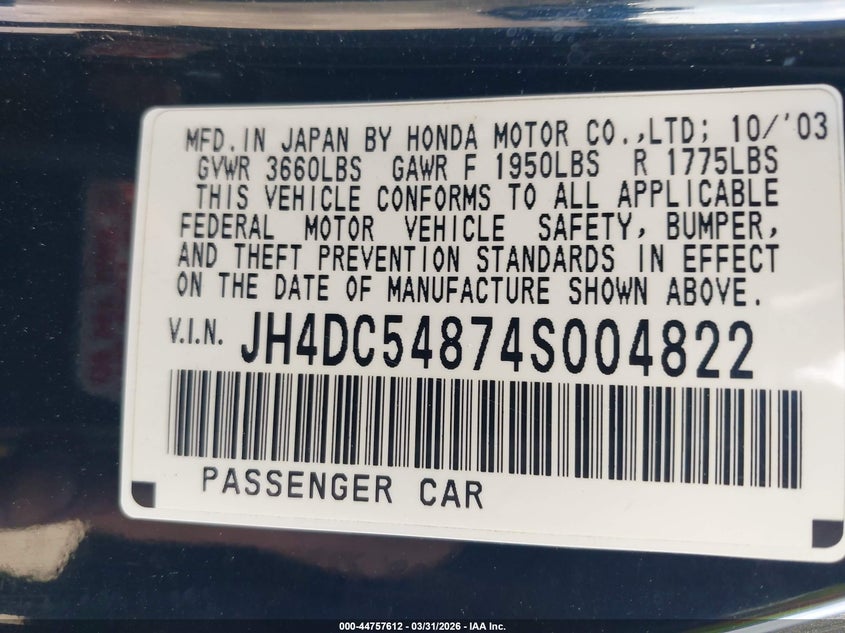 MFD.IN JAPAN BY HONDA MOTOR CO.,LTD; 10/'03
GVWR 3660LBS GAWR F 1950LBS R 1775LBS
THIS VEHICLE CONFORMS TO ALL APPLICABLE
FEDERAL MOTOR VEHICLE SAFETY, BUMPER,
AND THEFT PREVENTION STANDARDS IN EFFECT
ON THE DATE OF MANUFACTURE SHOWN ABOVE.
V.I.N. JH4DC54874S004822
PASSENGER CAR
000-44757612 - 03/31/2026 - IAA Inc.